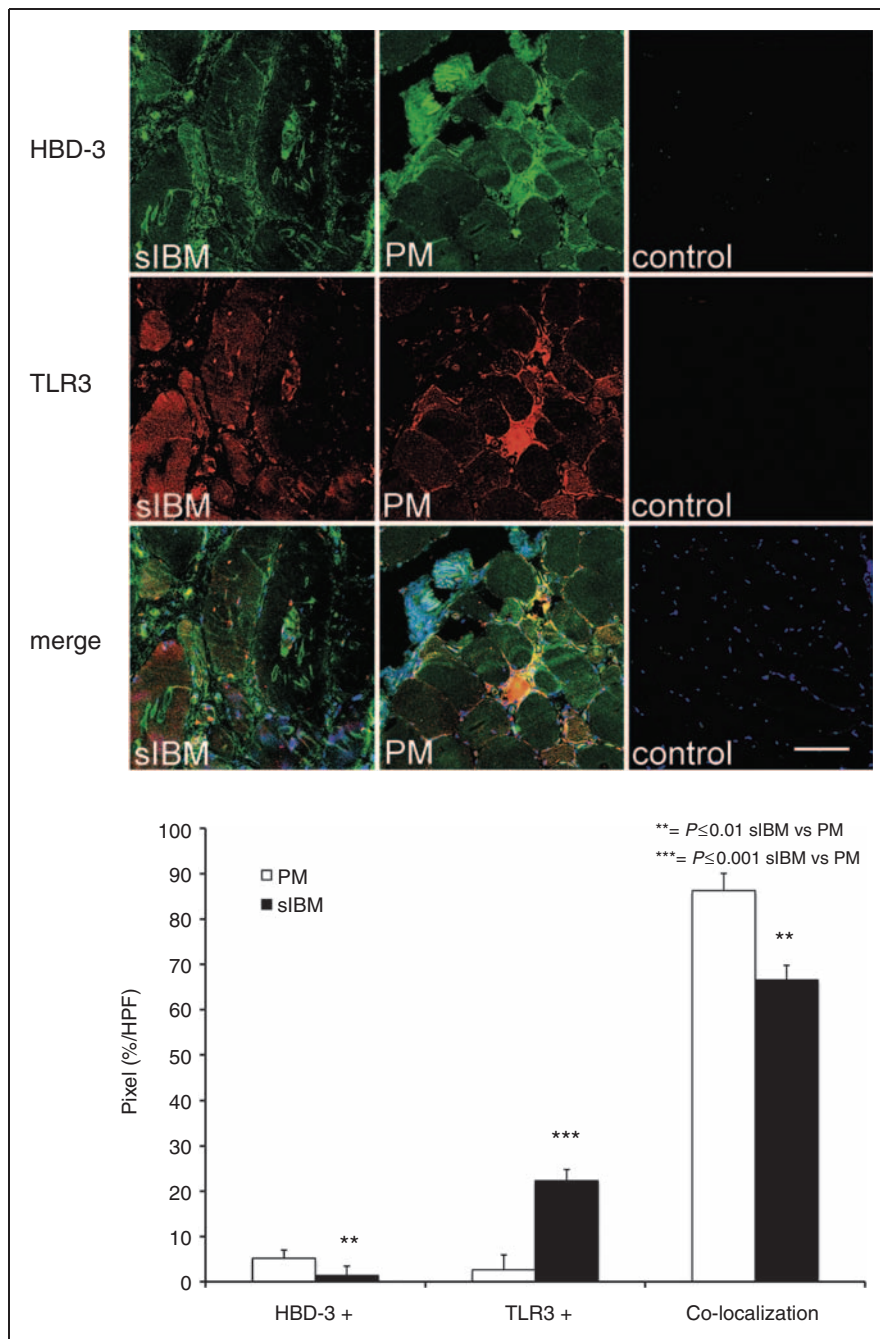 HBD-3
sIBM
PM
control
TLR3
sIBM
PM
control
merge
sIBM
PM
control
**= P≤0.01 sIBM vs PM
***= P≤0.001 sIBM vs PM
PM
sIBM
Pixel (%/HPF)
100
90
80
70
60
50
40
30
20
10
0
**
***
**
HBD-3 +
TLR3 +
Co-localization